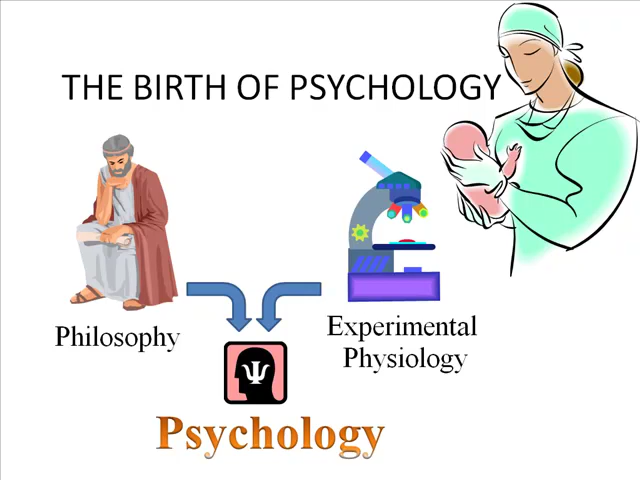 THE BIRTH OF PSYCHOLOGY
Philosophy
Experimental
Physiology
Ψ
Psychology